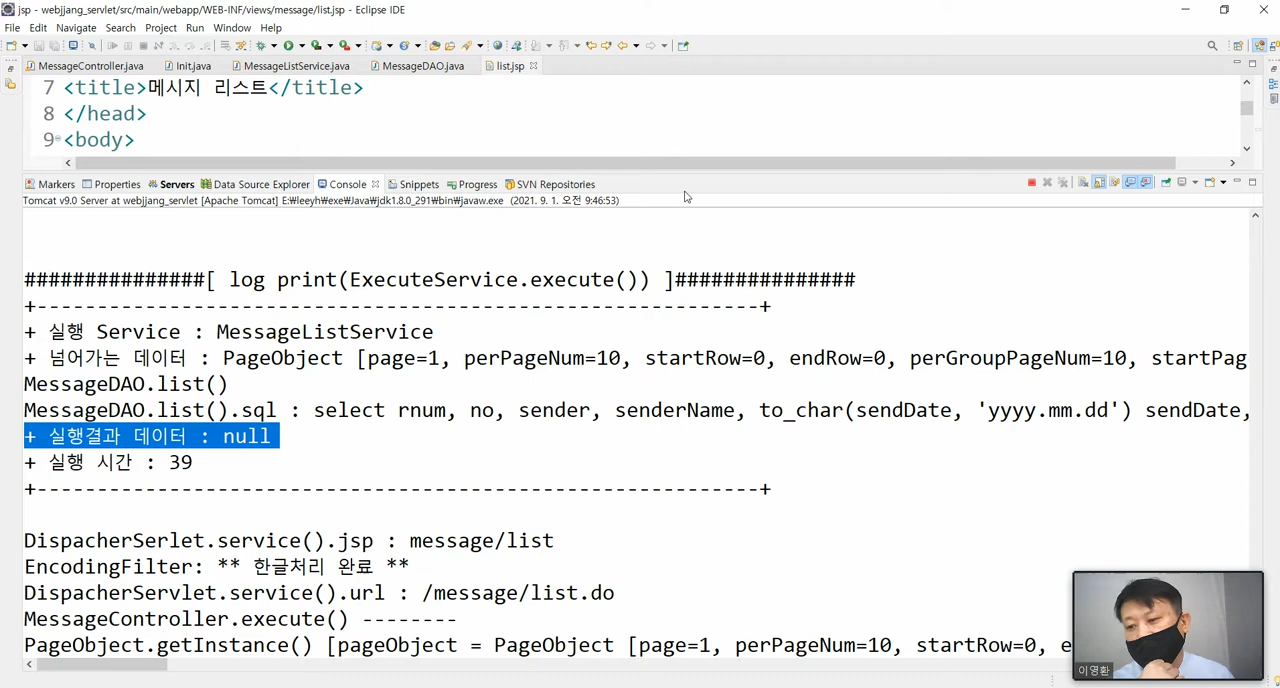 jsp - webjjang_servlet/src/main/webapp/WEB-INF/views/message/list.jsp - Eclipse IDE
File Edit Navigate Search Project Run Window Help
MessageController.java Init.java MessageListService.java MessageDAO.java list.jsp
7 <title>메시지 리스트</title>
8 </head>
9 <body>
Markers Properties Servers Data Source Explorer Console Snippets Progress SVN Repositories
Tomcat v9.0 Server at webjjang_servlet [Apache Tomcat] E:₩leeyh₩exe₩Java₩jdk1.8.0_291₩bin₩javaw.exe (2021. 9. 1. 오전 9:46:53)
###############[ log print(ExecuteService.execute()) ]###############
+-------------------------------------------------------------+
+ 실행 Service : MessageListService
+ 넘어가는 데이터 : PageObject [page=1, perPageNum=10, startRow=0, endRow=0, perGroupPageNum=10, startPag
MessageDAO.list()
MessageDAO.list().sql : select rnum, no, sender, senderName, to_char(sendDate, 'yyyy.mm.dd') sendDate,
+ 실행결과 데이터 : null
+ 실행 시간 : 39
+-------------------------------------------------------------+
DispacherSerlet.service().jsp : message/list
EncodingFilter: ** 한글처리 완료 **
DispacherServlet.service().url : /message/list.do
MessageController.execute() --------
PageObject.getInstance() [pageObject = PageObject [page=1, perPageNum=10, startRow=0, e
이영환